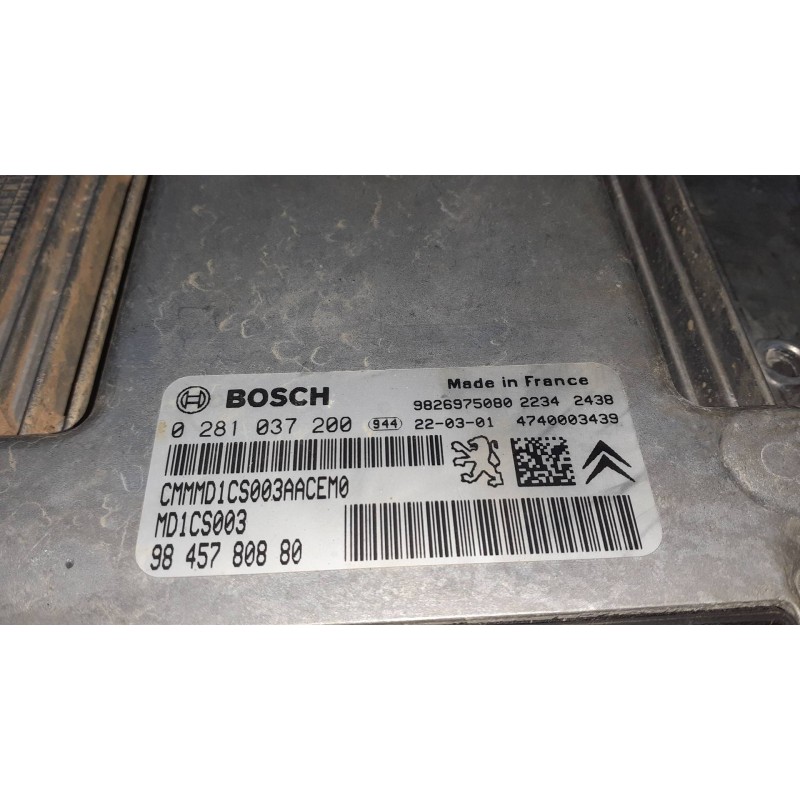 BOSCH
Made in France
9826975080 2234 2438
0 281 037 200 944 22-03-01 4740003439
CMMMD1CS003AACEM0
MD1CS003
98 457 808 80